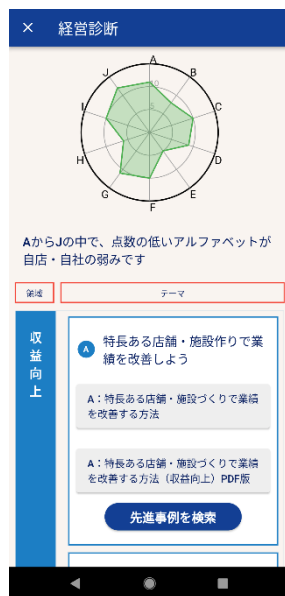 × 経営診断
A
J B
10
I 5 C
H D
G E
F
AからJの中で、点数の低いアルファベットが
自店・自社の弱みです
領域 テーマ
収益向上
A 特長ある店舗・施設作りで業
績を改善しよう
A：特長ある店舗・施設づくりで業績
を改善する方法
A：特長ある店舗・施設づくりで業績
を改善する方法（収益向上）PDF版
先進事例を検索